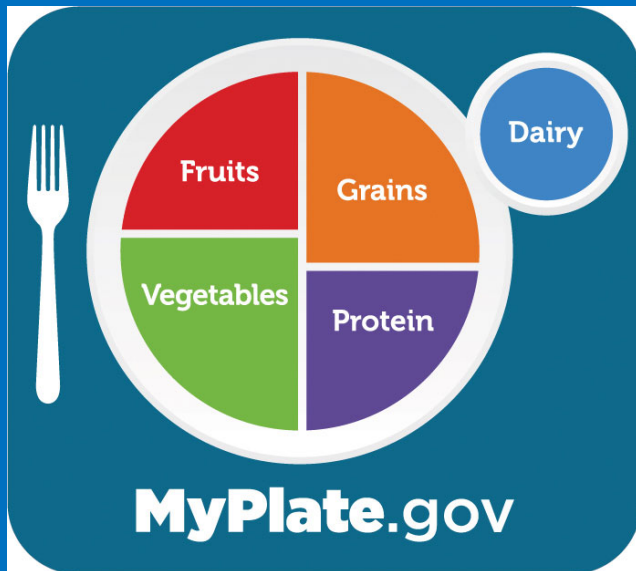 Fruits
Grains
Dairy
Vegetables
Protein
MyPlate.gov